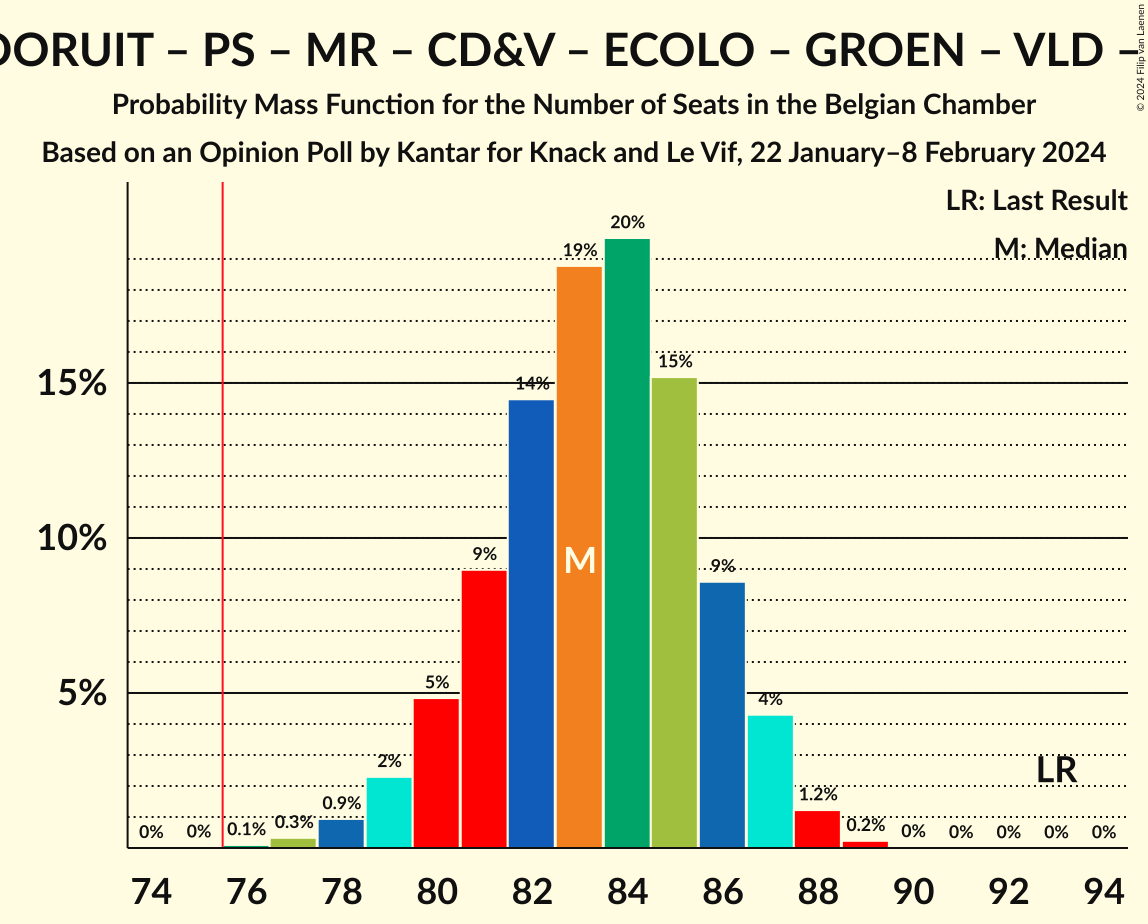 OORUIT – PS – MR – CD&V – ECOLO – GROEN – VLD –
Probability Mass Function for the Number of Seats in the Belgian Chamber
Based on an Opinion Poll by Kantar for Knack and Le Vif, 22 January–8 February 2024
© 2024 Filip van Laenen
LR: Last Result
M: Median
15%
10%
5%
0% 0% 0.1% 0.3% 0.9% 2% 5% 9% 14% 19% 20% 15% 9% 4% 1.2% 0.2% 0% 0% 0% 0% 0%
M
LR
74 76 78 80 82 84 86 88 90 92 94